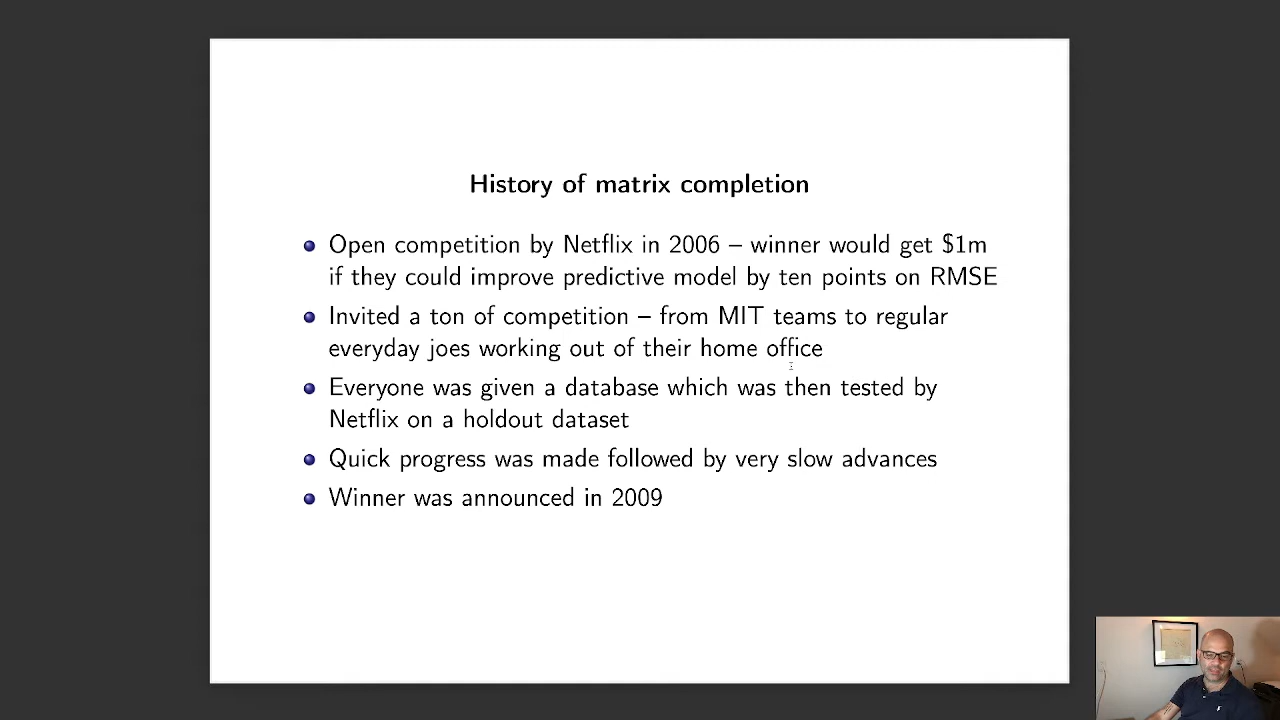 History of matrix completion
Open competition by Netflix in 2006 – winner would get $1m
if they could improve predictive model by ten points on RMSE
Invited a ton of competition – from MIT teams to regular
everyday joes working out of their home office
Everyone was given a database which was then tested by
Netflix on a holdout dataset
Quick progress was made followed by very slow advances
Winner was announced in 2009